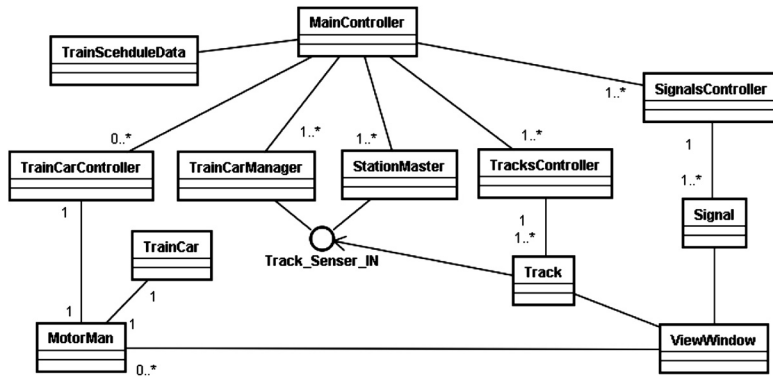 MainController
TrainScehduleData
SignalsController
1..*
0..*
1..*
1..*
1..*
TrainCarController
TrainCarManager
StationMaster
TracksController
1
1
1
1..*
1..*
Signal
TrainCar
Track_Senser_IN
Track
1
1
1
MotorMan
ViewWindow
0..*